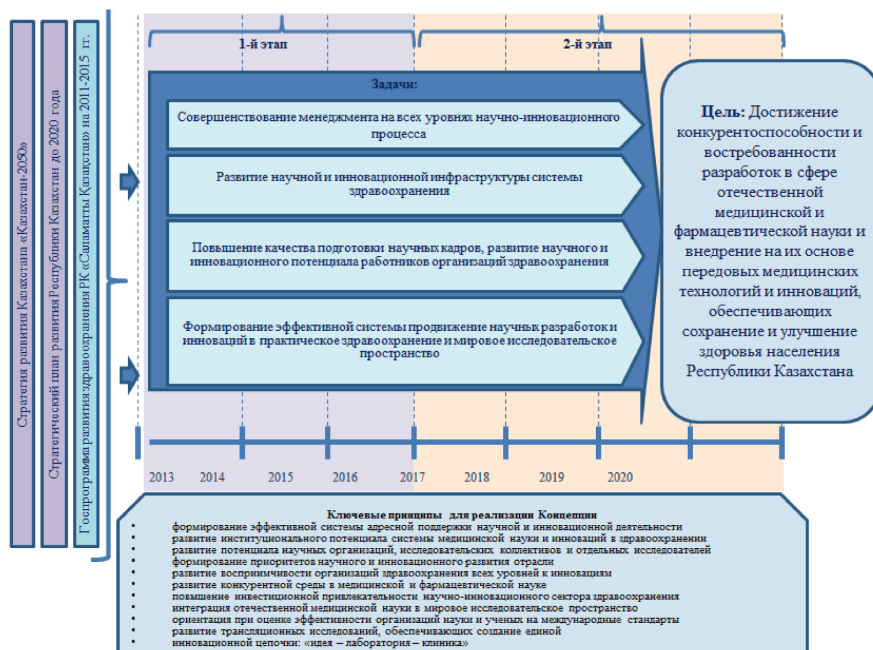 Стратегия развития Казахстана «Казахстан-2050»
Стратегический план развития Республики Казахстан до 2020 года
Госпрограмма развития здравоохранения РК «Саламатты Қазақстан» на 2011-2015 гг.
1-й этап
2-й этап
Задачи:
Совершенствование менеджмента на всех уровнях научно-инновационного
процесса
Развитие научной и инновационной инфраструктуры системы
здравоохранения
Повышение качества подготовки научных кадров, развитие научного и
инновационного потенциала работников организаций здравоохранения
Формирование эффективной системы продвижение научных разработок и
инноваций в практическое здравоохранение и мировое исследовательское
пространство
Цель: Достижение
конкурентоспособности и
востребованности
разработок в сфере
отечественной
медицинской и
фармацевтической науки и
внедрение на их основе
передовых медицинских
технологий и инноваций,
обеспечивающих
сохранение и улучшение
здоровья населения
Республики Казахстана
2013 2014 2015 2016 2017 2018 2019 2020
Ключевые принципы для реализации Концепции
• формирование эффективной системы адресной поддержки научной и инновационной деятельности
• развитие институционального потенциала системы медицинской науки и инноваций в здравоохранении
• развитие потенциала научных организаций, исследовательских коллективов и отдельных исследователей
• формирование приоритетов научного и инновационного развития отрасли
• развитие восприимчивости организаций здравоохранения всех уровней к инновациям
• развитие конкурентной среды в медицинской и фармацевтической науке
• повышение инвестиционной привлекательности научно-инновационного сектора здравоохранения
• интеграция отечественной медицинской науки в мировое исследовательское пространство
• ориентация при оценке эффективности организаций науки и ученых на международные стандарты
• развитие трансляционных исследований, обеспечивающих создание единой
• инновационной цепочки: «идея – лаборатория – клиника»